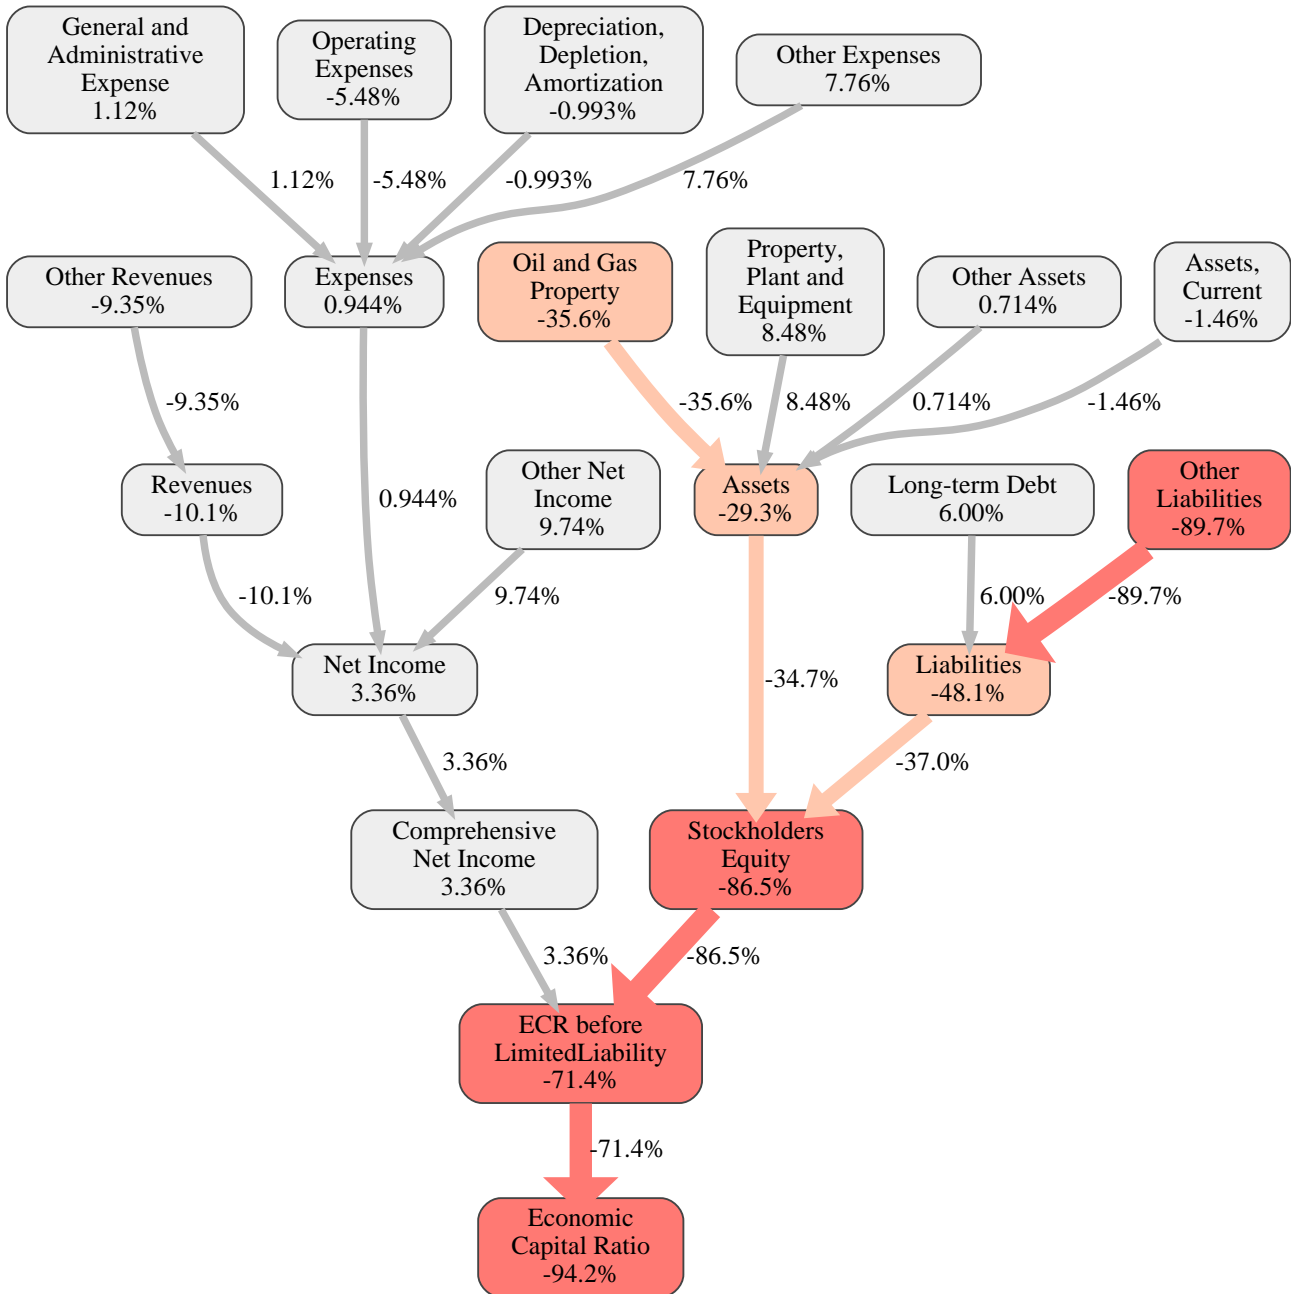 General and
Administrative
Expense
1.12%
Operating
Expenses
-5.48%
Depreciation,
Depletion,
Amortization
-0.993%
Other Expenses
7.76%
1.12%
-5.48%
-0.993%
7.76%
Other Revenues
-9.35%
Expenses
0.944%
Oil and Gas
Property
-35.6%
Property,
Plant and
Equipment
8.48%
Other Assets
0.714%
Assets,
Current
-1.46%
-9.35%
-35.6%
8.48%
0.714%
-1.46%
Revenues
-10.1%
0.944%
Other Net
Income
9.74%
Assets
-29.3%
Long-term Debt
6.00%
Other
Liabilities
-89.7%
-10.1%
9.74%
6.00%
-89.7%
Net Income
3.36%
-34.7%
Liabilities
-48.1%
3.36%
-37.0%
Comprehensive
Net Income
3.36%
Stockholders
Equity
-86.5%
3.36%
-86.5%
ECR before
LimitedLiability
-71.4%
-71.4%
Economic
Capital Ratio
-94.2%